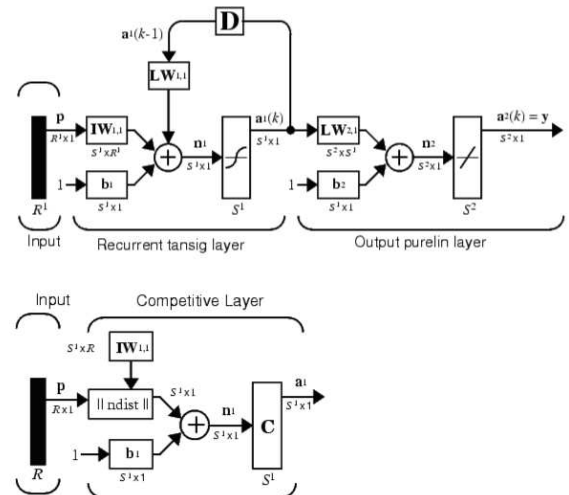 D
a¹(k-1)
LW1,1
p
R¹x1
IW1,1
S¹xR¹
n1
S¹x1
a¹(k)
S¹x1
LW2,1
S²xS¹
n2
S²x1
a²(k) = y
S²x1
1
b1
S¹x1
1
b2
S¹x1
R¹
S¹
S²
Input
Recurrent tansig layer
Output purelin layer
Input
Competitive Layer
S¹xR
IW1,1
p
Rx1
|| ndist ||
S¹x1
n1
S¹x1
C
a1
S¹x1
1
b1
S¹x1
R
S¹